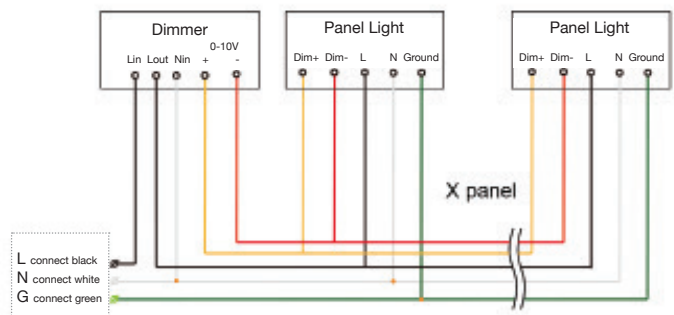 Dimmer
0-10V
Lin Lout Nin + -
Panel Light
Dim+ Dim- L N Ground
Panel Light
Dim+ Dim- L N Ground
X panel
L connect black
N connect white
G connect green